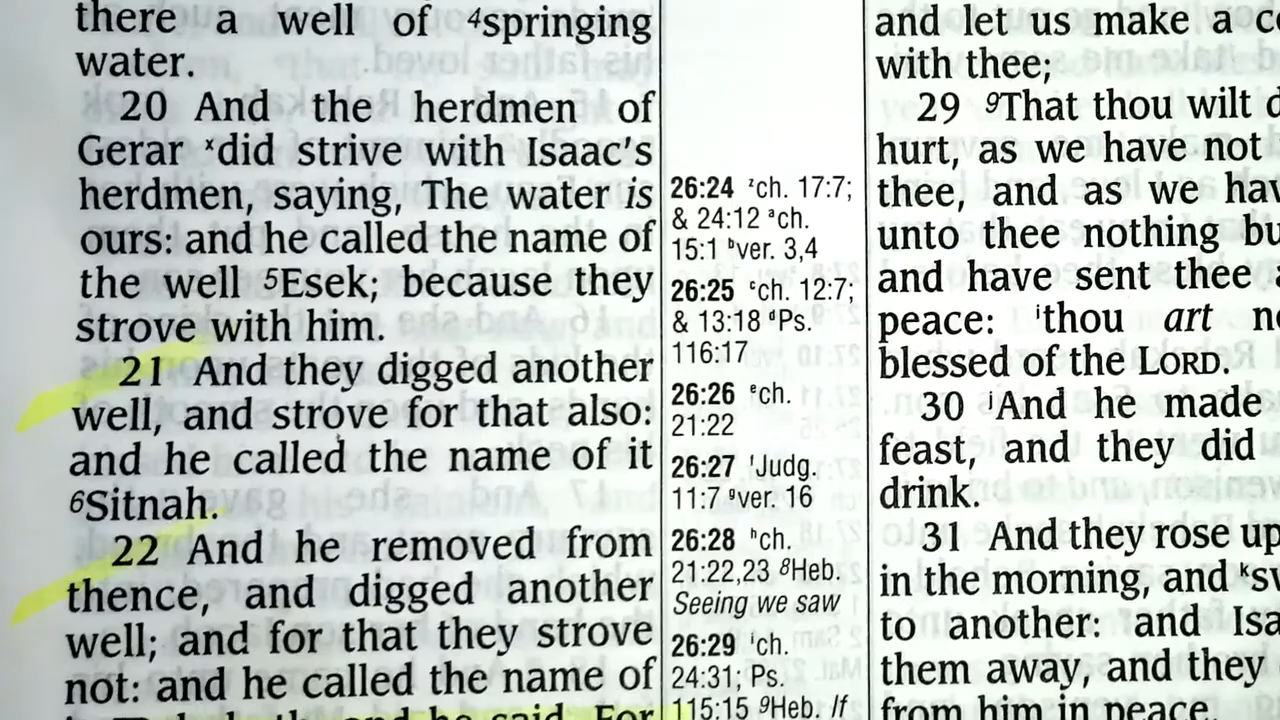 there a well of ⁴springing
water.
20 And the herdmen of
Gerar ˣdid strive with Isaac's
herdmen, saying, The water is
ours: and he called the name of
the well ⁵Esek; because they
strove with him.
21 And they digged another
well, and strove for that also:
and he called the name of it
⁶Sitnah.
22 And he removed from
thence, and digged another
well; and for that they strove
not: and he called the name of
and he said, For
26:24 ᶻch. 17:7;
& 24:12 ᵃch.
15:1 ᵇver. 3,4
26:25 ᶜch. 12:7;
& 13:18 ᵈPs.
116:17
26:26 ᵉch.
21:22
26:27 ᶠJudg.
11:7 ᵍver. 16
26:28 ʰch.
21:22,23 ⁸Heb.
Seeing we saw
26:29 ⁱch.
24:31; Ps.
115:15 ⁹Heb. If
and let us make a
with thee;
29 ⁹That thou wilt
hurt, as we have not
thee, and as we
unto thee nothing
and have sent thee
peace: ⁱthou art
blessed of the LORD.
30 ʲAnd he made
feast, and they did
drink.
31 And they rose up
in the morning, and
to another: and
them away, and they
from him in peace.